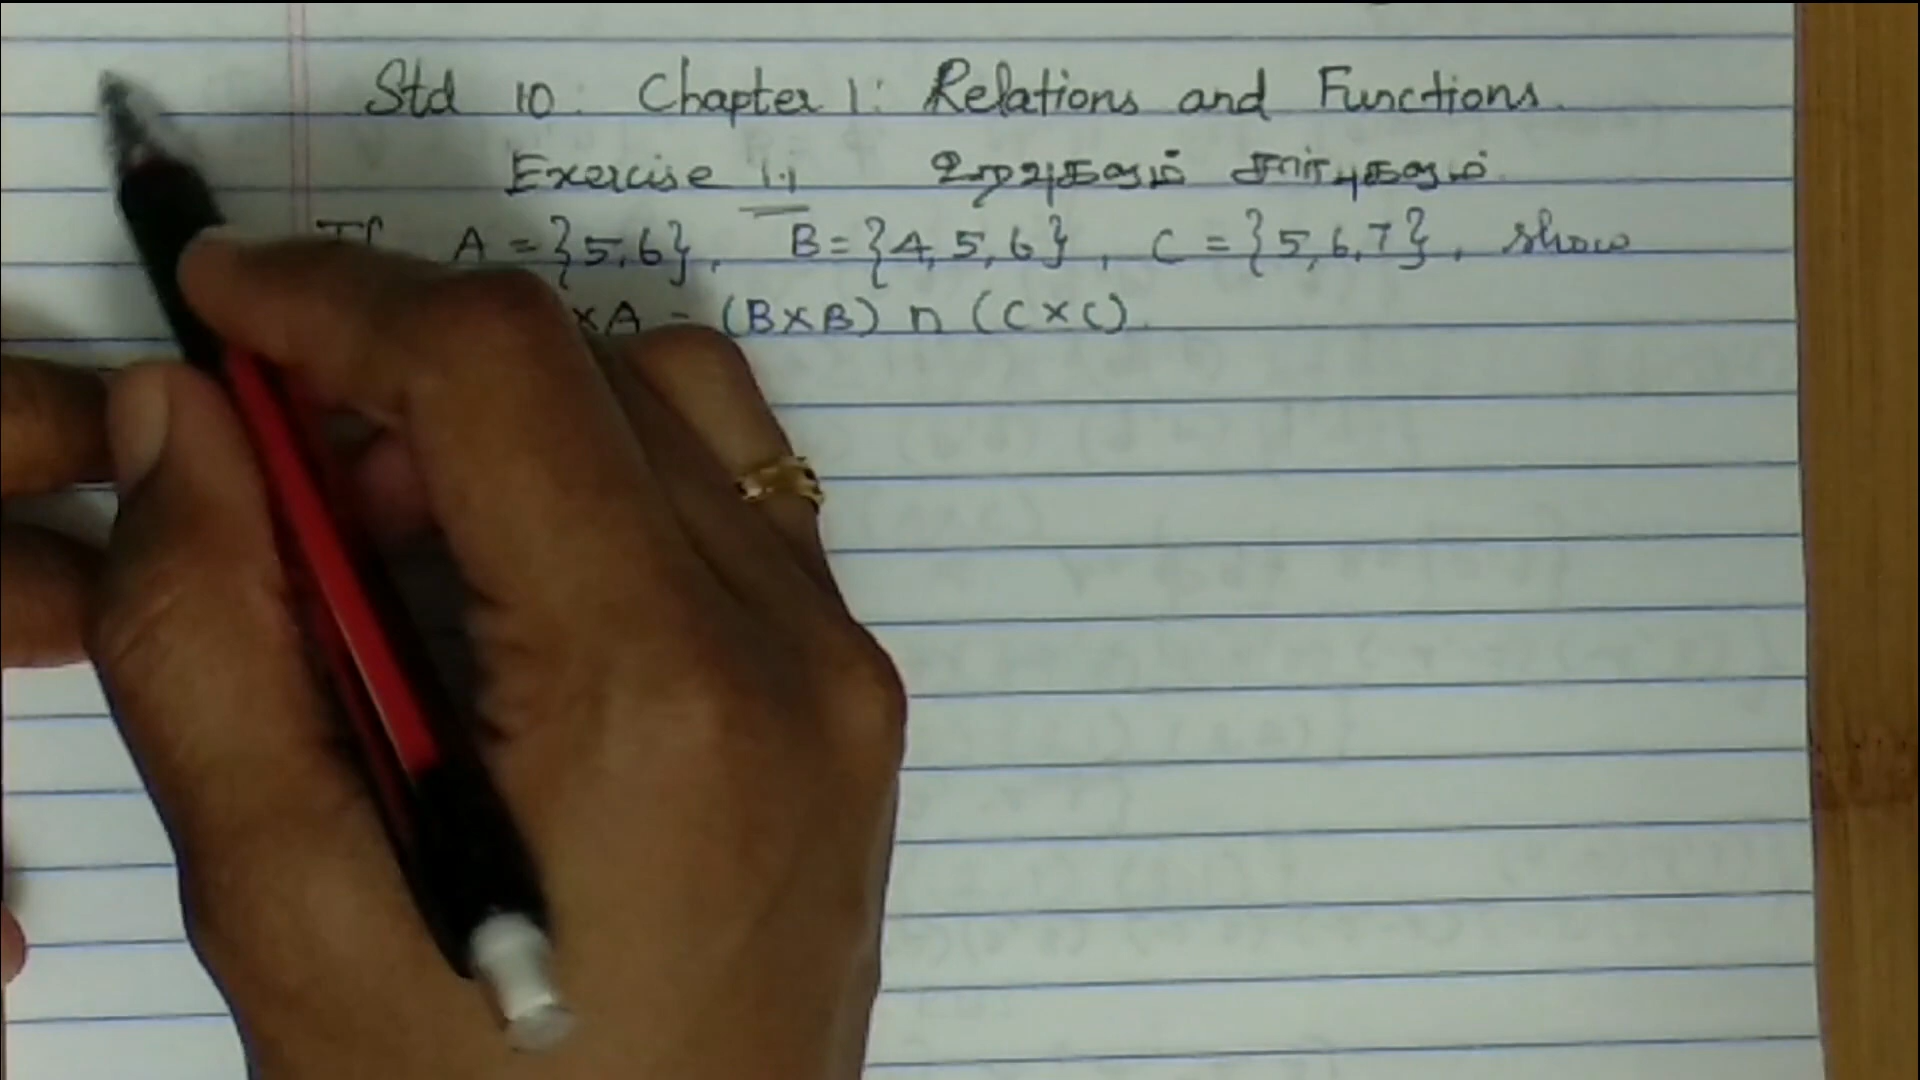 Std 10. Chapter 1: Relations and Functions.
Exercise 1.1 உறவுகளும் சார்புகளும்
If A = {5,6}, B = {4, 5, 6}, C = {5, 6, 7}, show
×A = (B×B) ∩ (C×C).